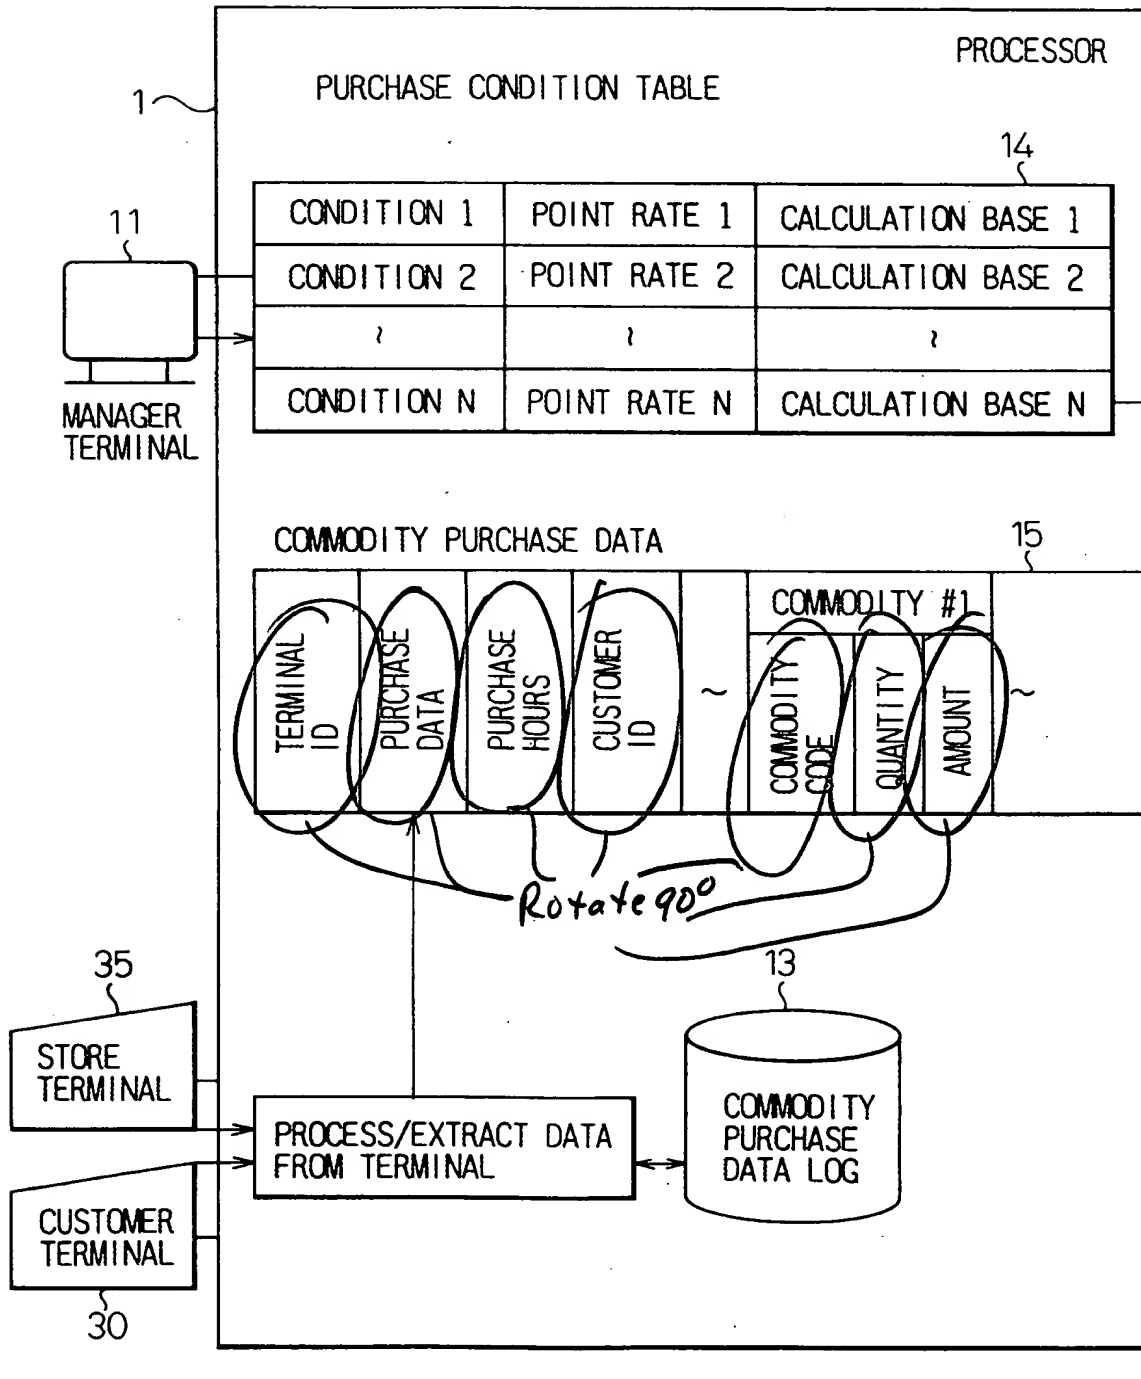 PROCESSOR
PURCHASE CONDITION TABLE
1
14
CONDITION 1 POINT RATE 1 CALCULATION BASE 1
11
CONDITION 2 POINT RATE 2 CALCULATION BASE 2
~ ~ ~
CONDITION N POINT RATE N CALCULATION BASE N
MANAGER
TERMINAL
COMMODITY PURCHASE DATA
15
COMMODITY #1
TERMINAL
ID
PURCHASE
DATA
PURCHASE
HOURS
CUSTOMER
ID
~
COMMODITY
CODE
QUANTITY
AMOUNT
~
Rotate 90°
35
13
STORE
TERMINAL
COMMODITY
PURCHASE
DATA LOG
PROCESS/EXTRACT DATA
FROM TERMINAL
CUSTOMER
TERMINAL
30